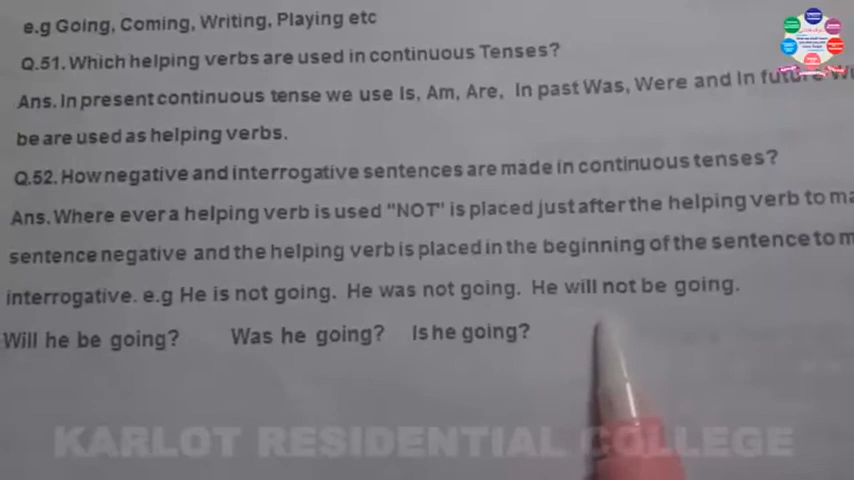 e.g Going, Coming, Writing, Playing etc
Q.51. Which helping verbs are used in continuous Tenses?
Ans. In present continuous tense we use Is, Am, Are, In past Was, Were and In future
be are used as helping verbs.
Q.52. How negative and interrogative sentences are made in continuous tenses?
Ans. Where ever a helping verb is used "NOT" is placed just after the helping verb to
sentence negative and the helping verb is placed in the beginning of the sentence to
interrogative. e.g He is not going. He was not going. He will not be going.
Will he be going? Was he going? Is he going?
KARLOT RESIDENTIAL COLLEGE